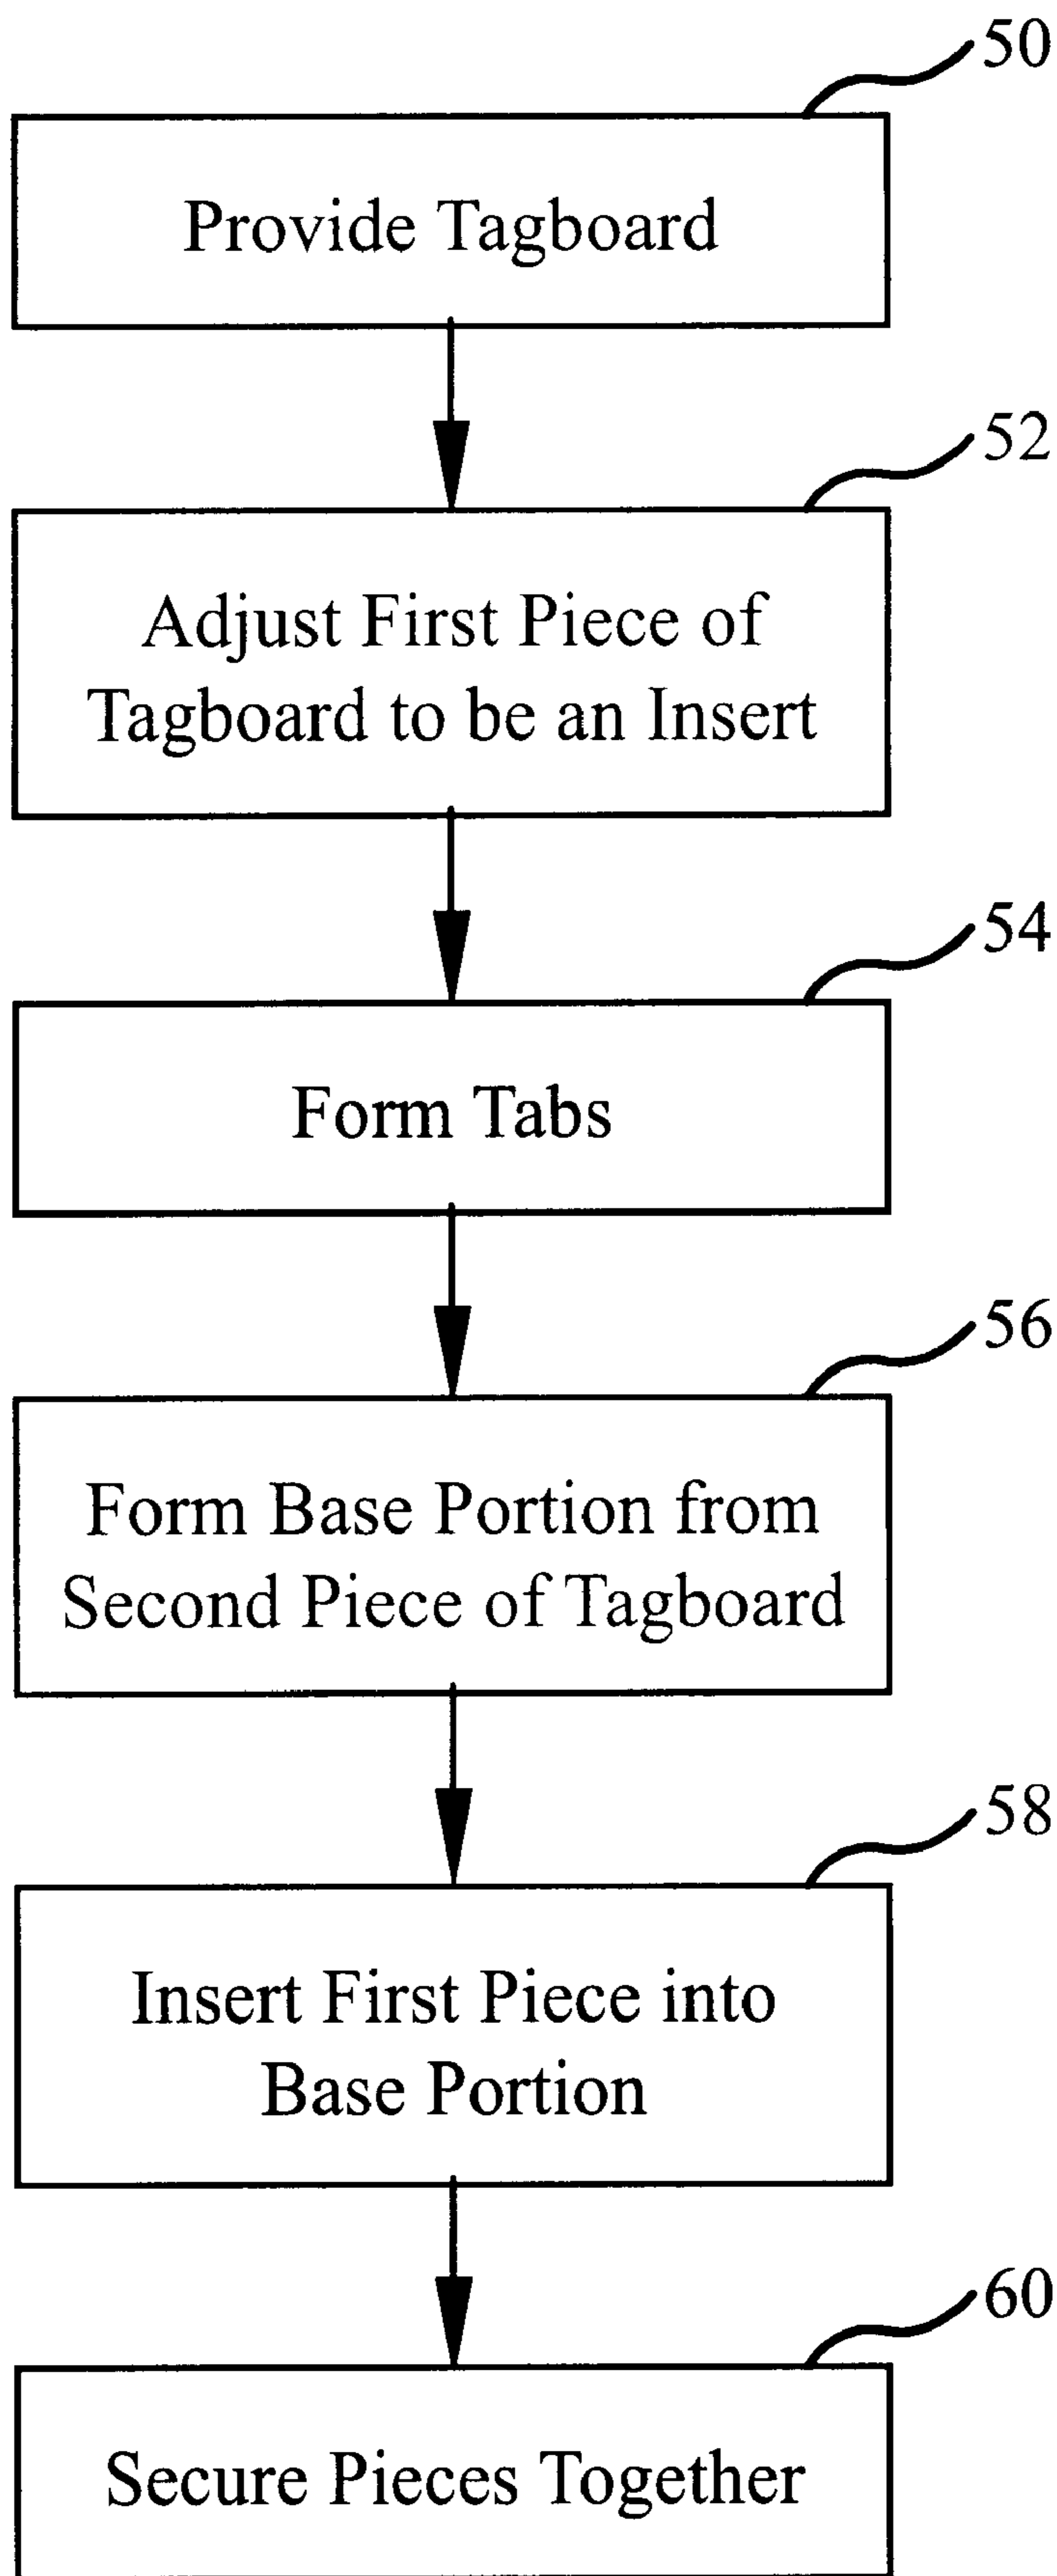 50
Provide Tagboard
52
Adjust First Piece of
Tagboard to be an Insert
54
Form Tabs
56
Form Base Portion from
Second Piece of Tagboard
58
Insert First Piece into
Base Portion
60
Secure Pieces Together